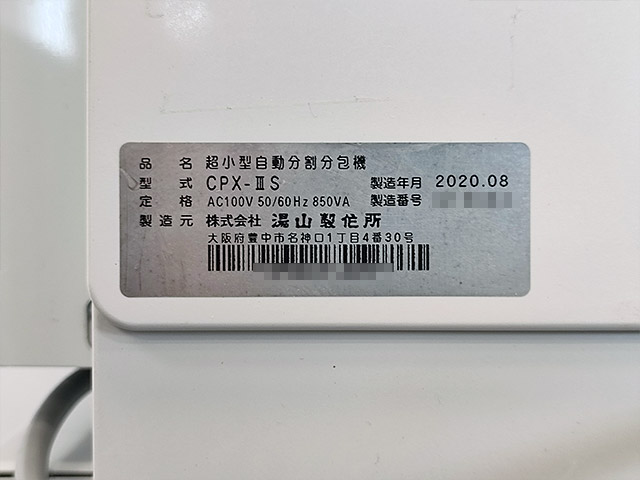 品名 超小型自動分割分包機
型式 CPX-ⅢS 製造年月 2020.08
定格 AC100V 50/60Hz 850VA 製造番号
製造元 株式会社 湯山製作所
大阪府豊中市名神口1丁目4番30号